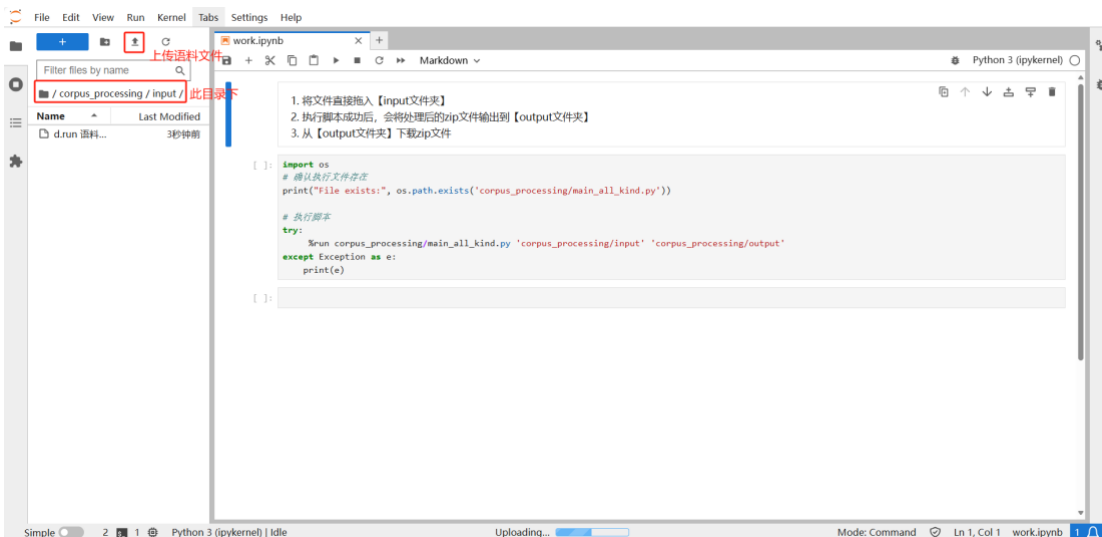 File Edit View Run Kernel Tabs Settings Help
上传语料文件
Filter files by name
/ corpus_processing / input /
此目录下
Name Last Modified
d.run 语料... 3秒钟前
work.ipynb
Markdown
Python 3 (ipykernel)
1. 将文件直接拖入【input文件夹】
2. 执行脚本成功后，会将处理后的zip文件输出到【output文件夹】
3. 从【output文件夹】下载zip文件
[ ]: import os
# 确认执行文件存在
print("File exists:", os.path.exists('corpus_processing/main_all_kind.py'))
# 执行脚本
try:
%run corpus_processing/main_all_kind.py 'corpus_processing/input' 'corpus_processing/output'
except Exception as e:
print(e)
[ ]:
Simple 2 1 Python 3 (ipykernel) | Idle Uploading... Mode: Command Ln 1, Col 1 work.ipynb 1